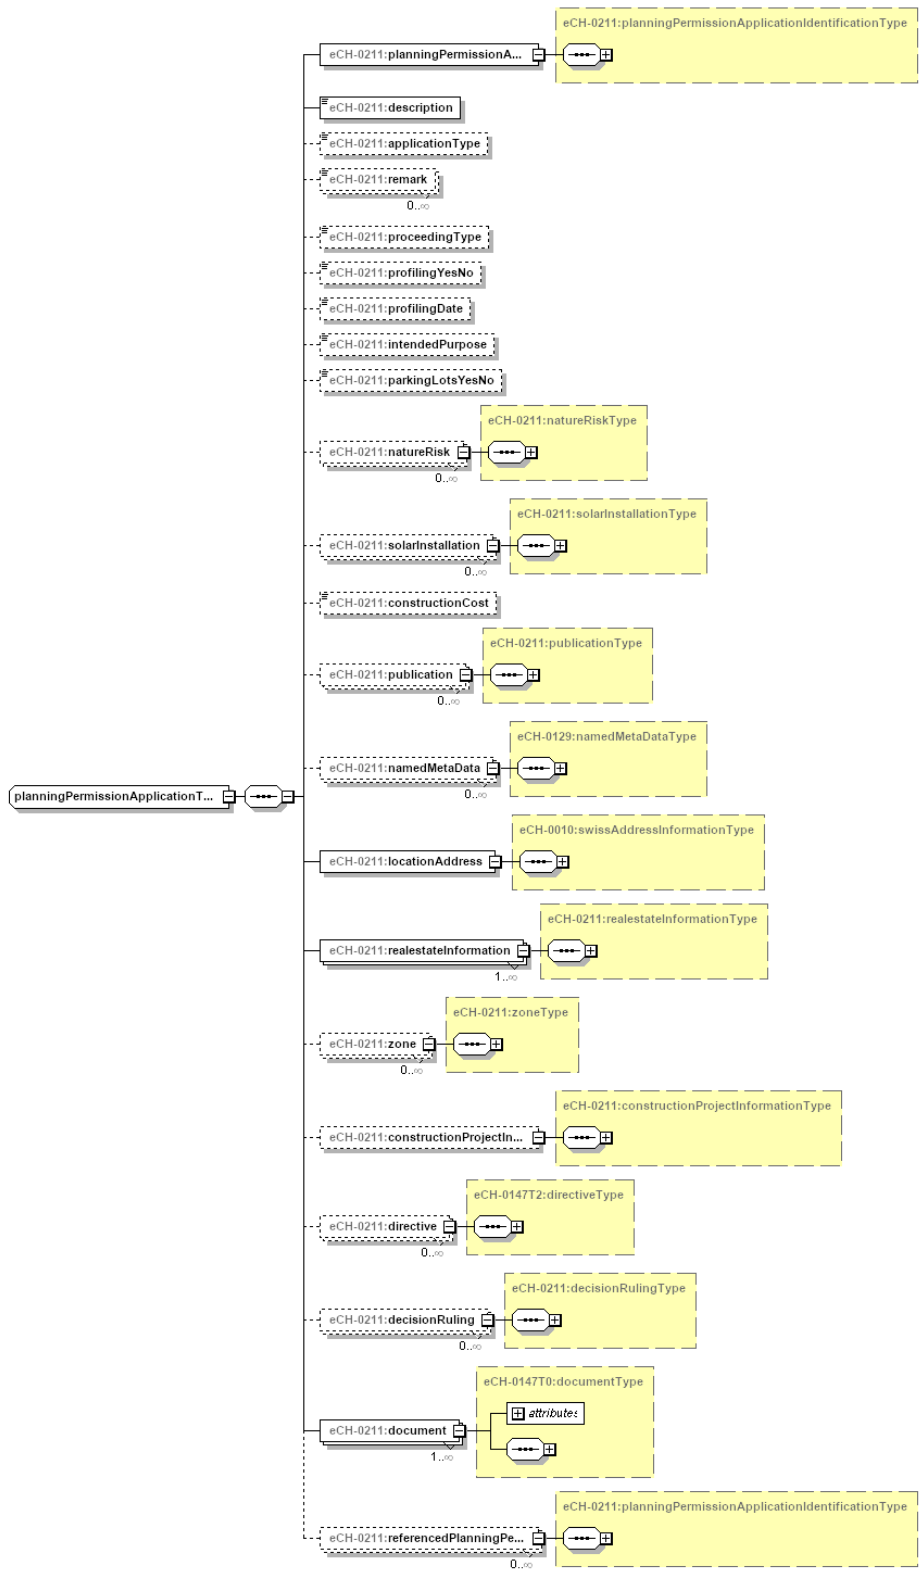 eCH-0211:planningPermissionApplicationIdentificationType
eCH-0211:planningPermissionA...
eCH-0211:description
eCH-0211:applicationType
eCH-0211:remark
0..∞
eCH-0211:proceedingType
eCH-0211:profilingYesNo
eCH-0211:profilingDate
eCH-0211:intendedPurpose
eCH-0211:parkingLotsYesNo
eCH-0211:natureRiskType
eCH-0211:natureRisk
0..∞
eCH-0211:solarInstallationType
eCH-0211:solarInstallation
0..∞
eCH-0211:constructionCost
eCH-0211:publicationType
eCH-0211:publication
0..∞
eCH-0129:namedMetaDataType
eCH-0211:namedMetaData
0..∞
planningPermissionApplicationT...
eCH-0010:swissAddressInformationType
eCH-0211:locationAddress
eCH-0211:realestateInformationType
eCH-0211:realestateInformation
1..∞
eCH-0211:zoneType
eCH-0211:zone
0..∞
eCH-0211:constructionProjectInformationType
eCH-0211:constructionProjectIn...
eCH-0147T2:directiveType
eCH-0211:directive
0..∞
eCH-0211:decisionRulingType
eCH-0211:decisionRuling
0..∞
eCH-0147T0:documentType
attributes
eCH-0211:document
1..∞
eCH-0211:planningPermissionApplicationIdentificationType
eCH-0211:referencedPlanningPe...
0..∞